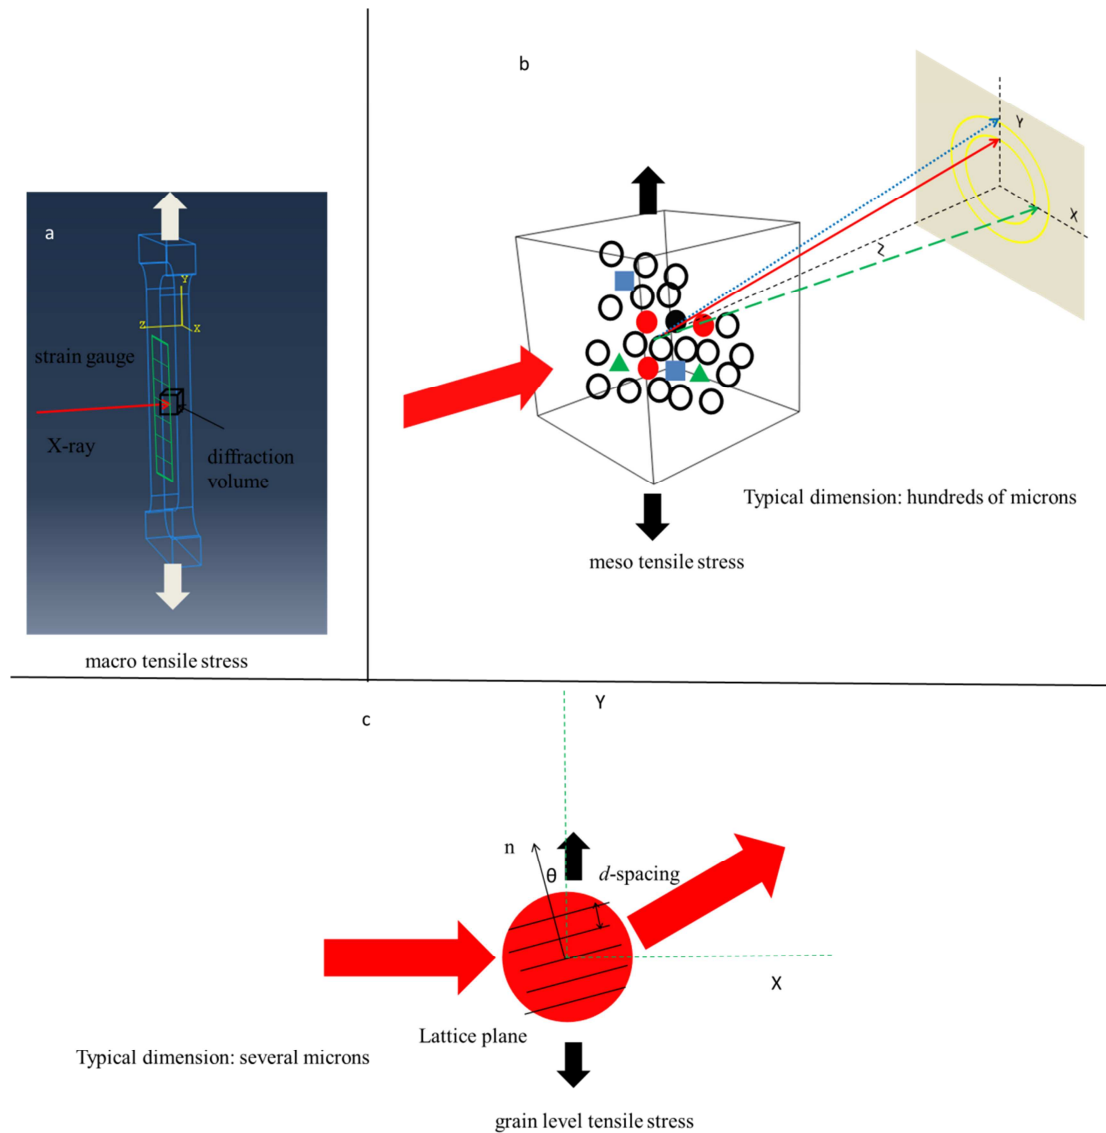 a
Y
z
x
strain gauge
X-ray
diffraction
volume
macro tensile stress
b
Y
X
Z
Typical dimension: hundreds of microns
meso tensile stress
c
Y
n
θ
d-spacing
X
Lattice plane
Typical dimension: several microns
grain level tensile stress